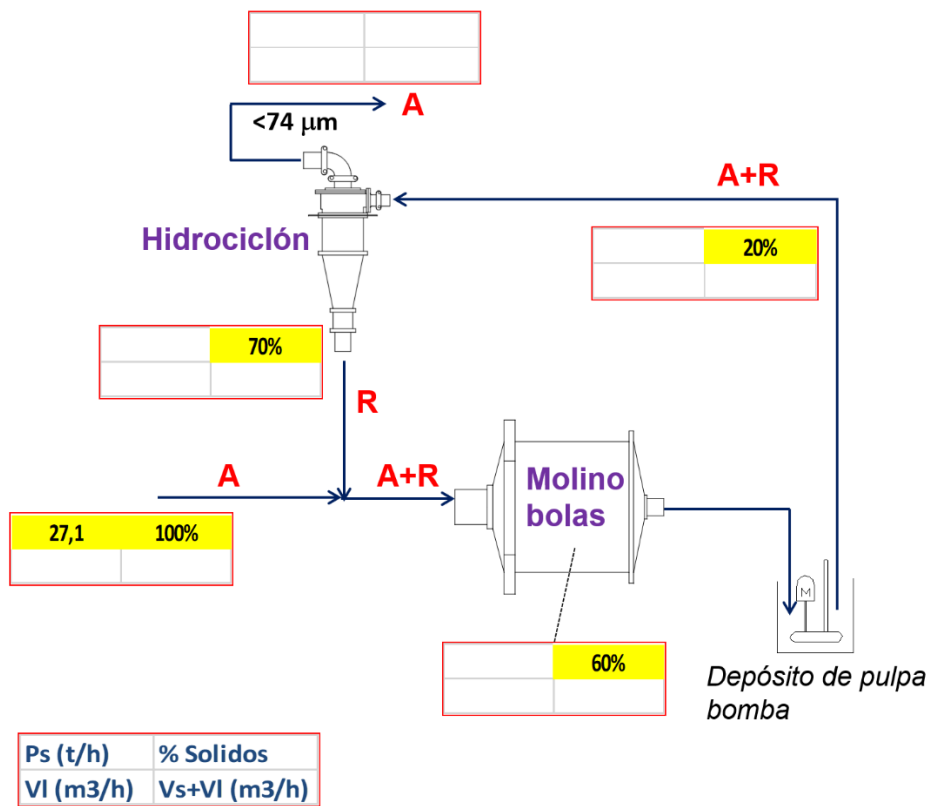 A
<74 μm
A+R
Hidrociclón
20%
70%
R
A
A+R
Molino
bolas
27,1 100%
M
60%
Depósito de pulpa
bomba
Ps (t/h) % Solidos
Vl (m3/h) Vs+Vl (m3/h)